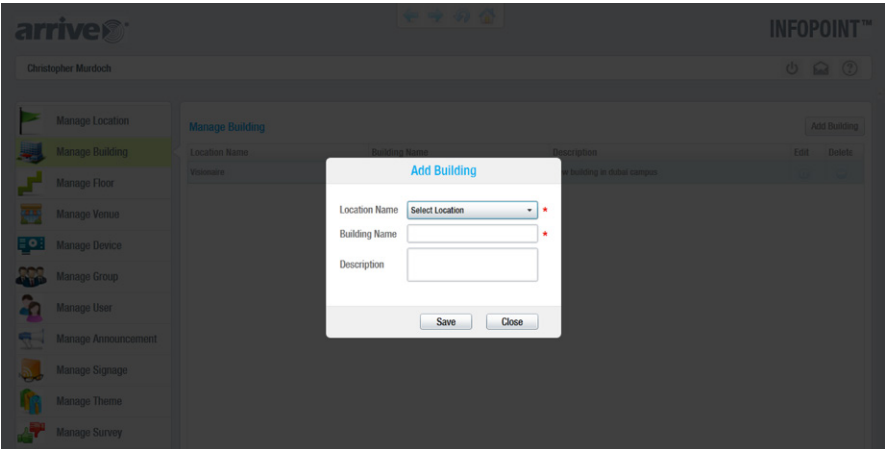 arrive
INFOPOINT™
Christopher Murdoch
Manage Location
Manage Building
Manage Floor
Manage Venue
Manage Device
Manage Group
Manage User
Manage Announcement
Manage Signage
Manage Theme
Manage Survey
Manage Building
Add Building
Location Name Building Name Description Edit Delete
Visionaire building in dubai campus
Add Building
Location Name Select Location *
Building Name *
Description
Save Close